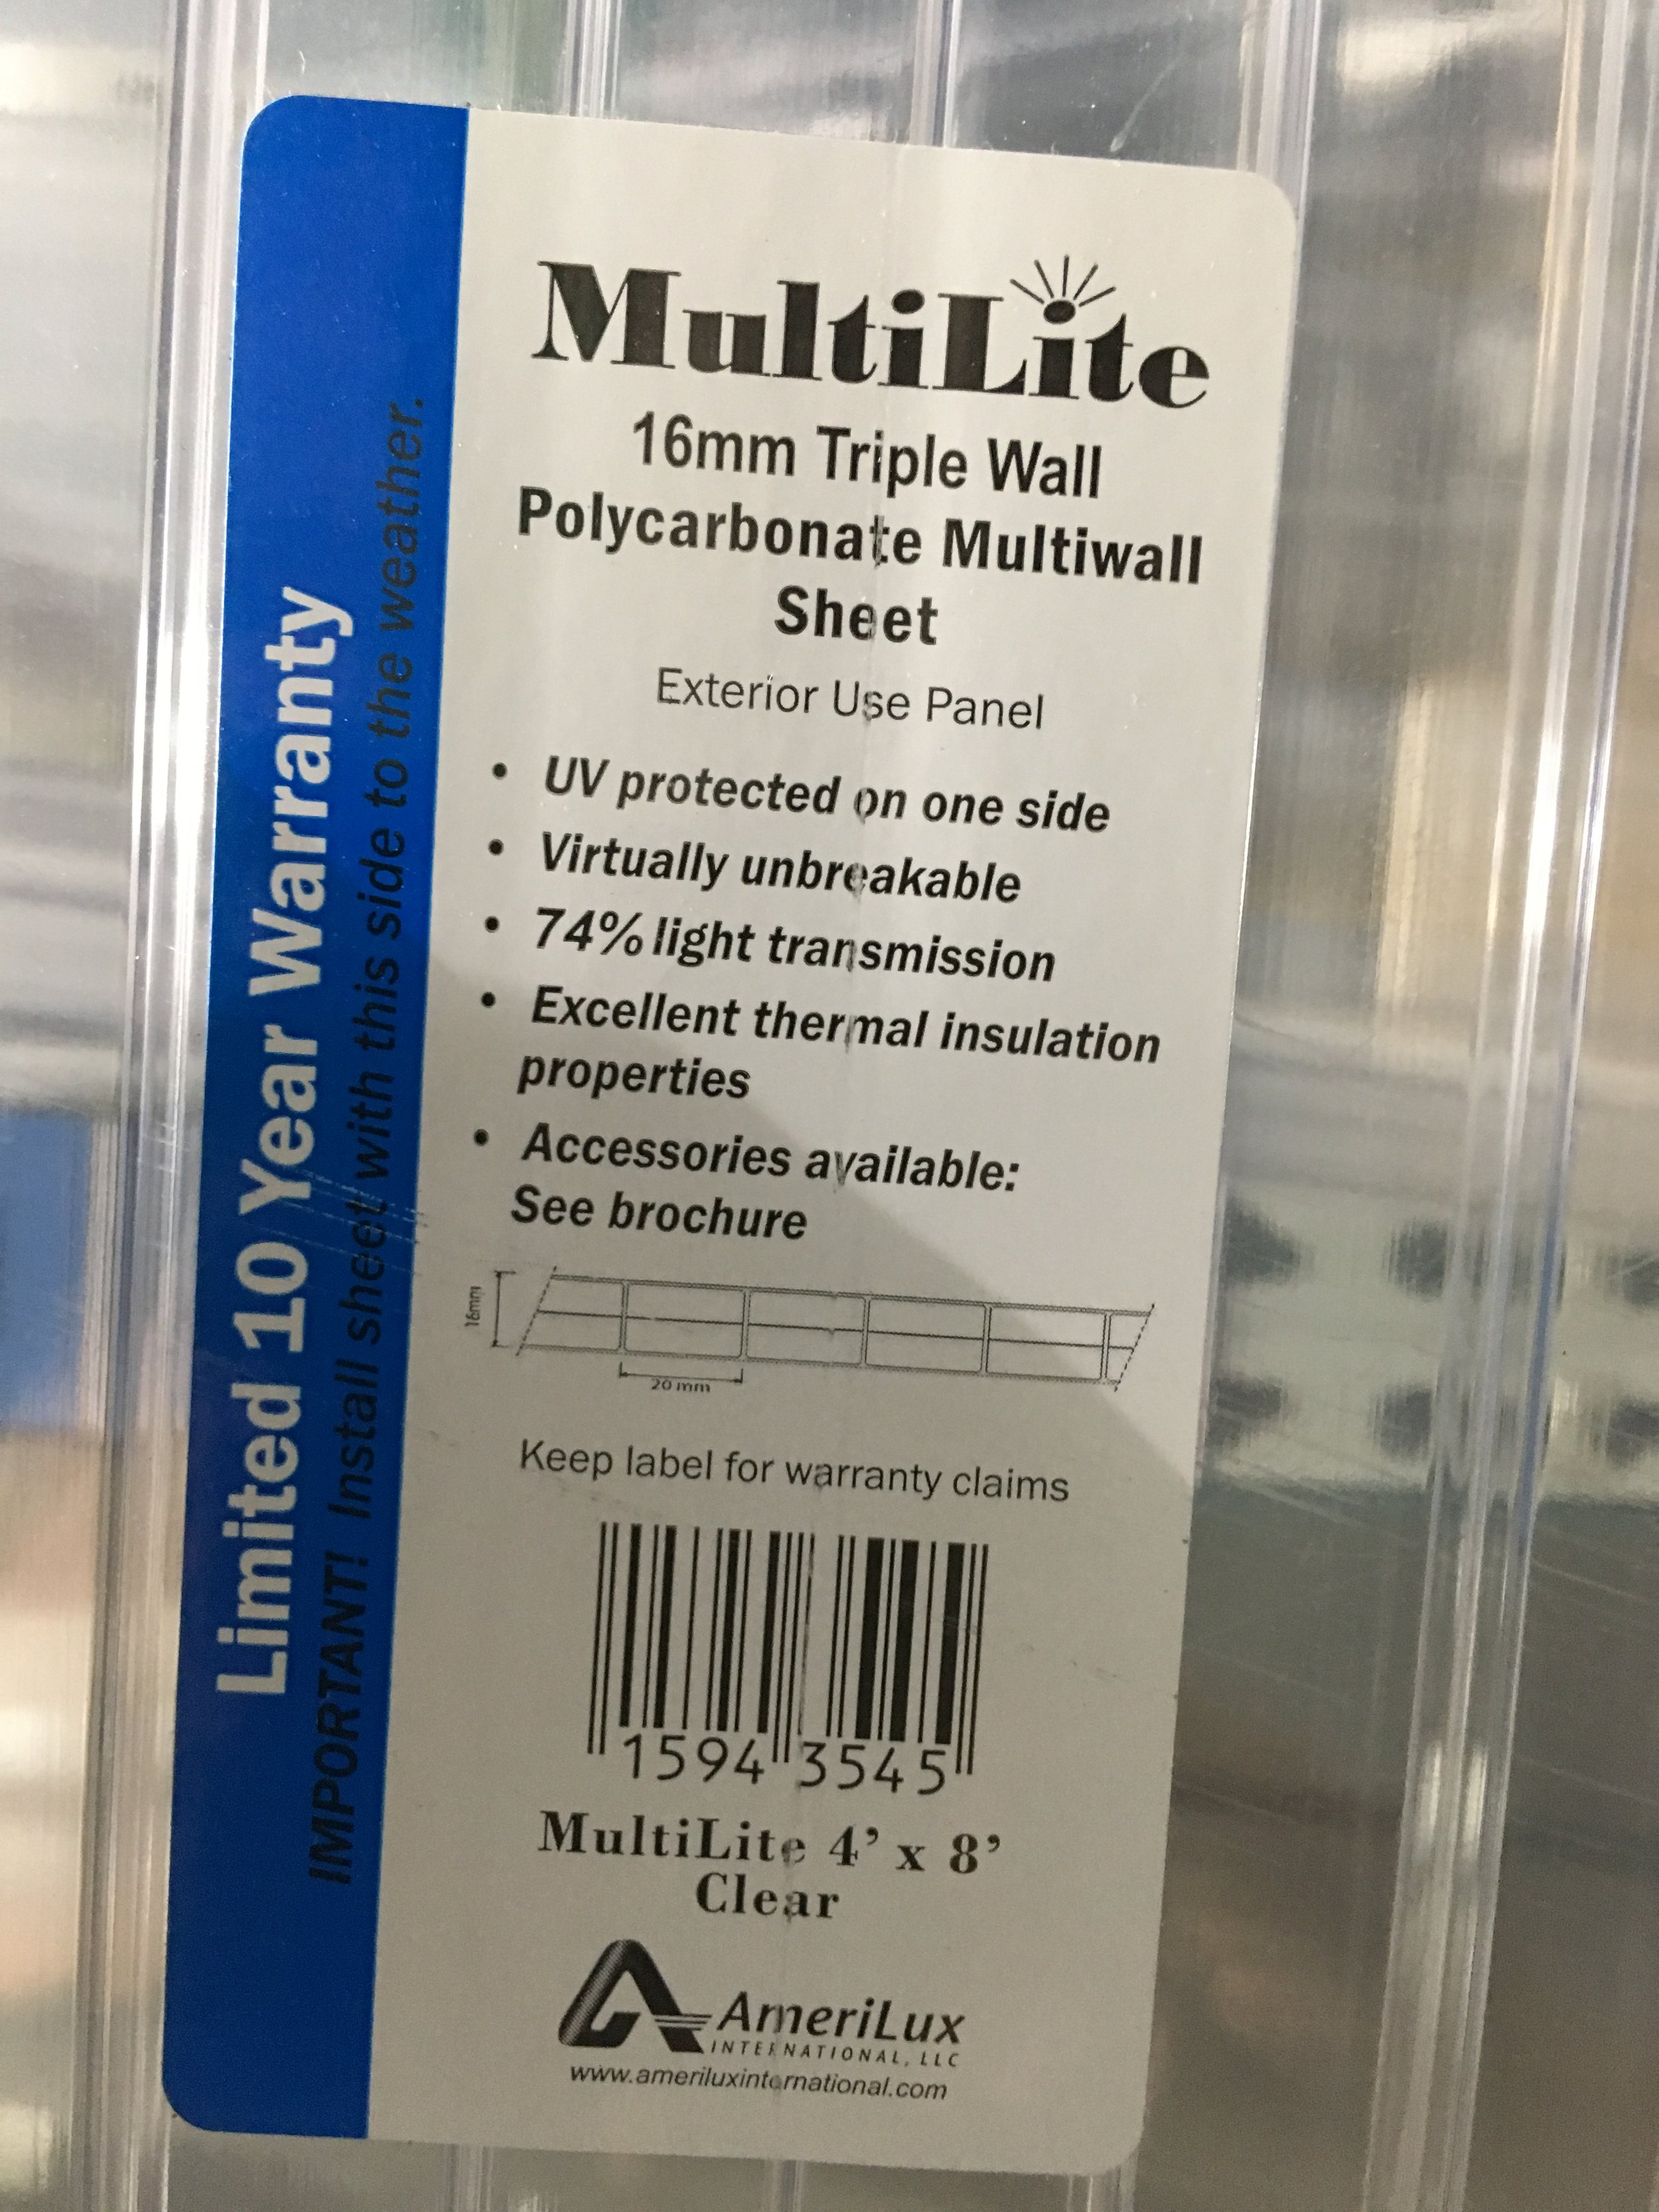 Limited 10 Year Warranty
IMPORTANT! Install sheet with this side to the weather.
MultiLite
16mm Triple Wall
Polycarbonate Multiwall
Sheet
Exterior Use Panel
• UV protected on one side
• Virtually unbreakable
• 74% light transmission
• Excellent thermal insulation
properties
• Accessories available:
See brochure
16mm
20 mm
Keep label for warranty claims
1594 3545
MultiLite 4' x 8'
Clear
AmeriLux
INTERNATIONAL, LLC
www.ameriluxinternational.com